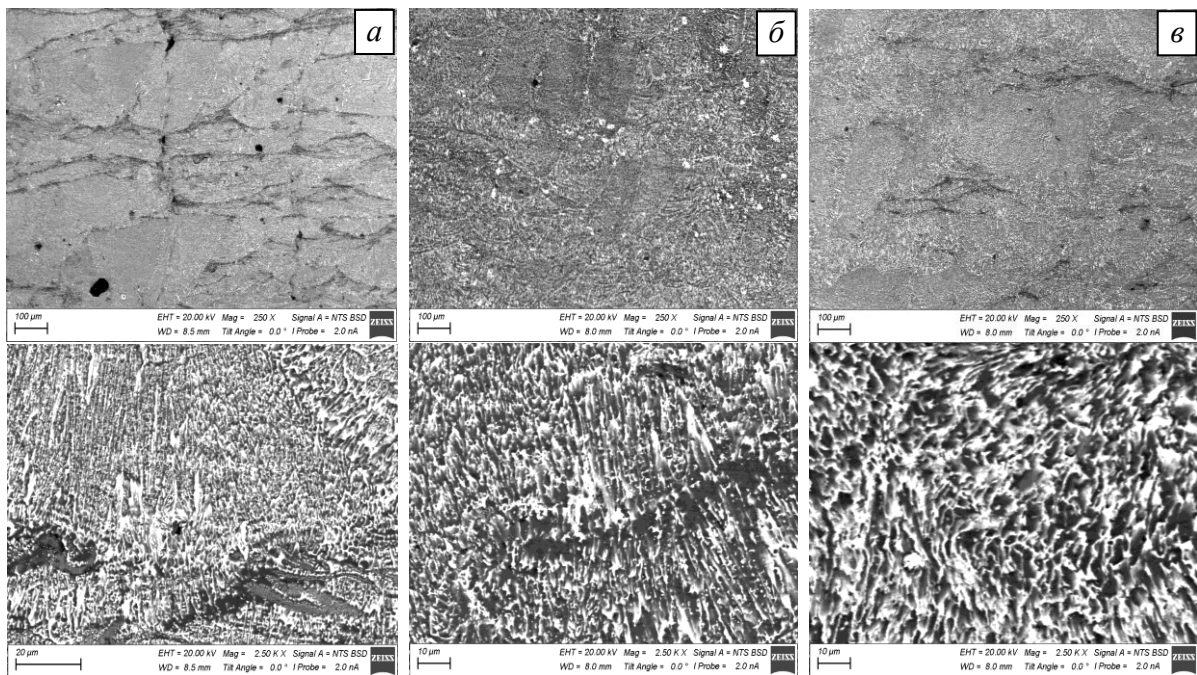 а
б
в
100 µm
EHT = 20.00 kV Mag = 250 X Signal A = NTS BSD
WD = 8.5 mm Tilt Angle = 0.0 ° I Probe = 2.0 nA
ZEISS
100 µm
EHT = 20.00 kV Mag = 250 X Signal A = NTS BSD
WD = 8.0 mm Tilt Angle = 0.0 ° I Probe = 2.0 nA
ZEISS
100 µm
EHT = 20.00 kV Mag = 250 X Signal A = NTS BSD
WD = 8.0 mm Tilt Angle = 0.0 ° I Probe = 2.0 nA
ZEISS
20 µm
EHT = 20.00 kV Mag = 2.50 K X Signal A = NTS BSD
WD = 8.5 mm Tilt Angle = 0.0 ° I Probe = 2.0 nA
ZEISS
10 µm
EHT = 20.00 kV Mag = 2.50 K X Signal A = NTS BSD
WD = 8.0 mm Tilt Angle = 0.0 ° I Probe = 2.0 nA
ZEISS
10 µm
EHT = 20.00 kV Mag = 2.50 K X Signal A = NTS BSD
WD = 8.0 mm Tilt Angle = 0.0 ° I Probe = 2.0 nA
ZEISS